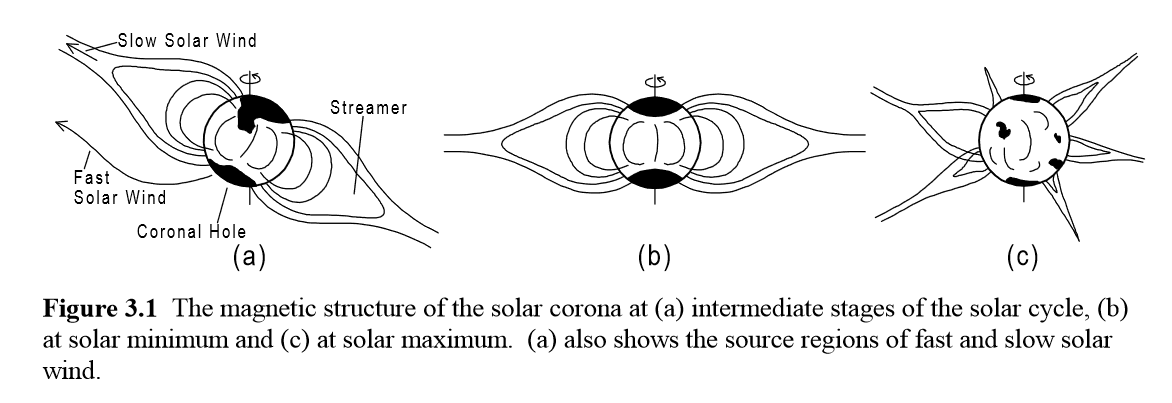 Slow Solar Wind
Streamer
Fast
Solar Wind
Coronal Hole
(a)
(b)
(c)
Figure 3.1 The magnetic structure of the solar corona at (a) intermediate stages of the solar cycle, (b)
at solar minimum and (c) at solar maximum. (a) also shows the source regions of fast and slow solar
wind.